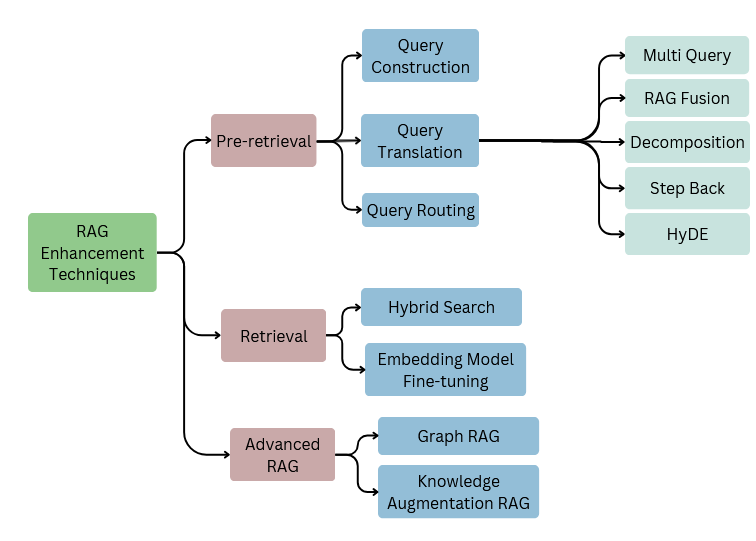 RAG
Enhancement
Techniques
Pre-retrieval
Query
Construction
Query
Translation
Query Routing
Multi Query
RAG Fusion
Decomposition
Step Back
HyDE
Retrieval
Hybrid Search
Embedding Model
Fine-tuning
Advanced
RAG
Graph RAG
Knowledge
Augmentation RAG